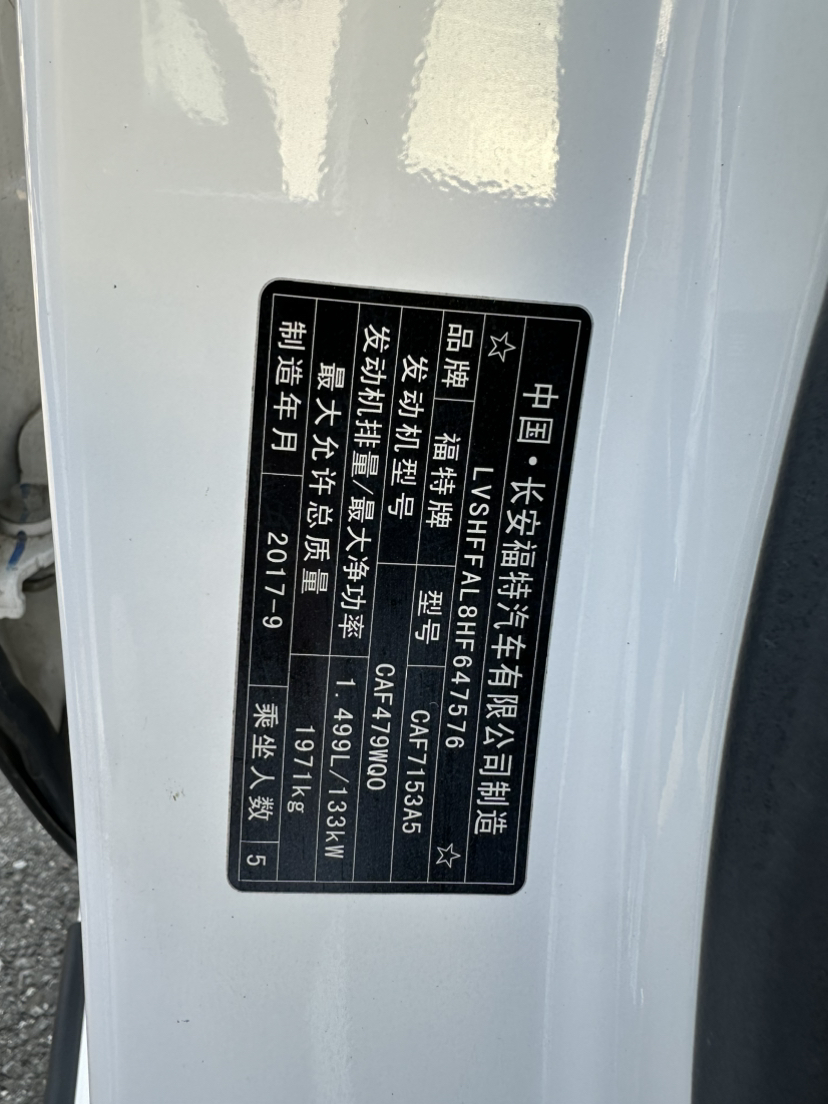 中国·长安福特汽车有限公司制造
☆ LVSHFFAL8HF647576 ☆
品牌 福特牌 型号 CAF7153A5
发动机型号 CAF479WQ0
发动机排量/最大净功率 1.499L/133kW
最大允许总质量 1971kg
制造年月 2017-9 乘坐人数 5